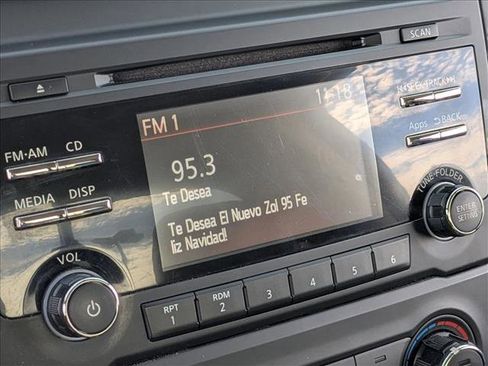 SCAN
11:18
SEEK·TRACK
FM 1
FM·AM CD
95.3
Apps BACK
Te Desea
MEDIA DISP
Te Desea El Nuevo Zol 95 Fe
liz Navidad!
TUNE·FOLDER
ENTER
SETTING
VOL
RPT
1
RDM
2
3
4
5
6